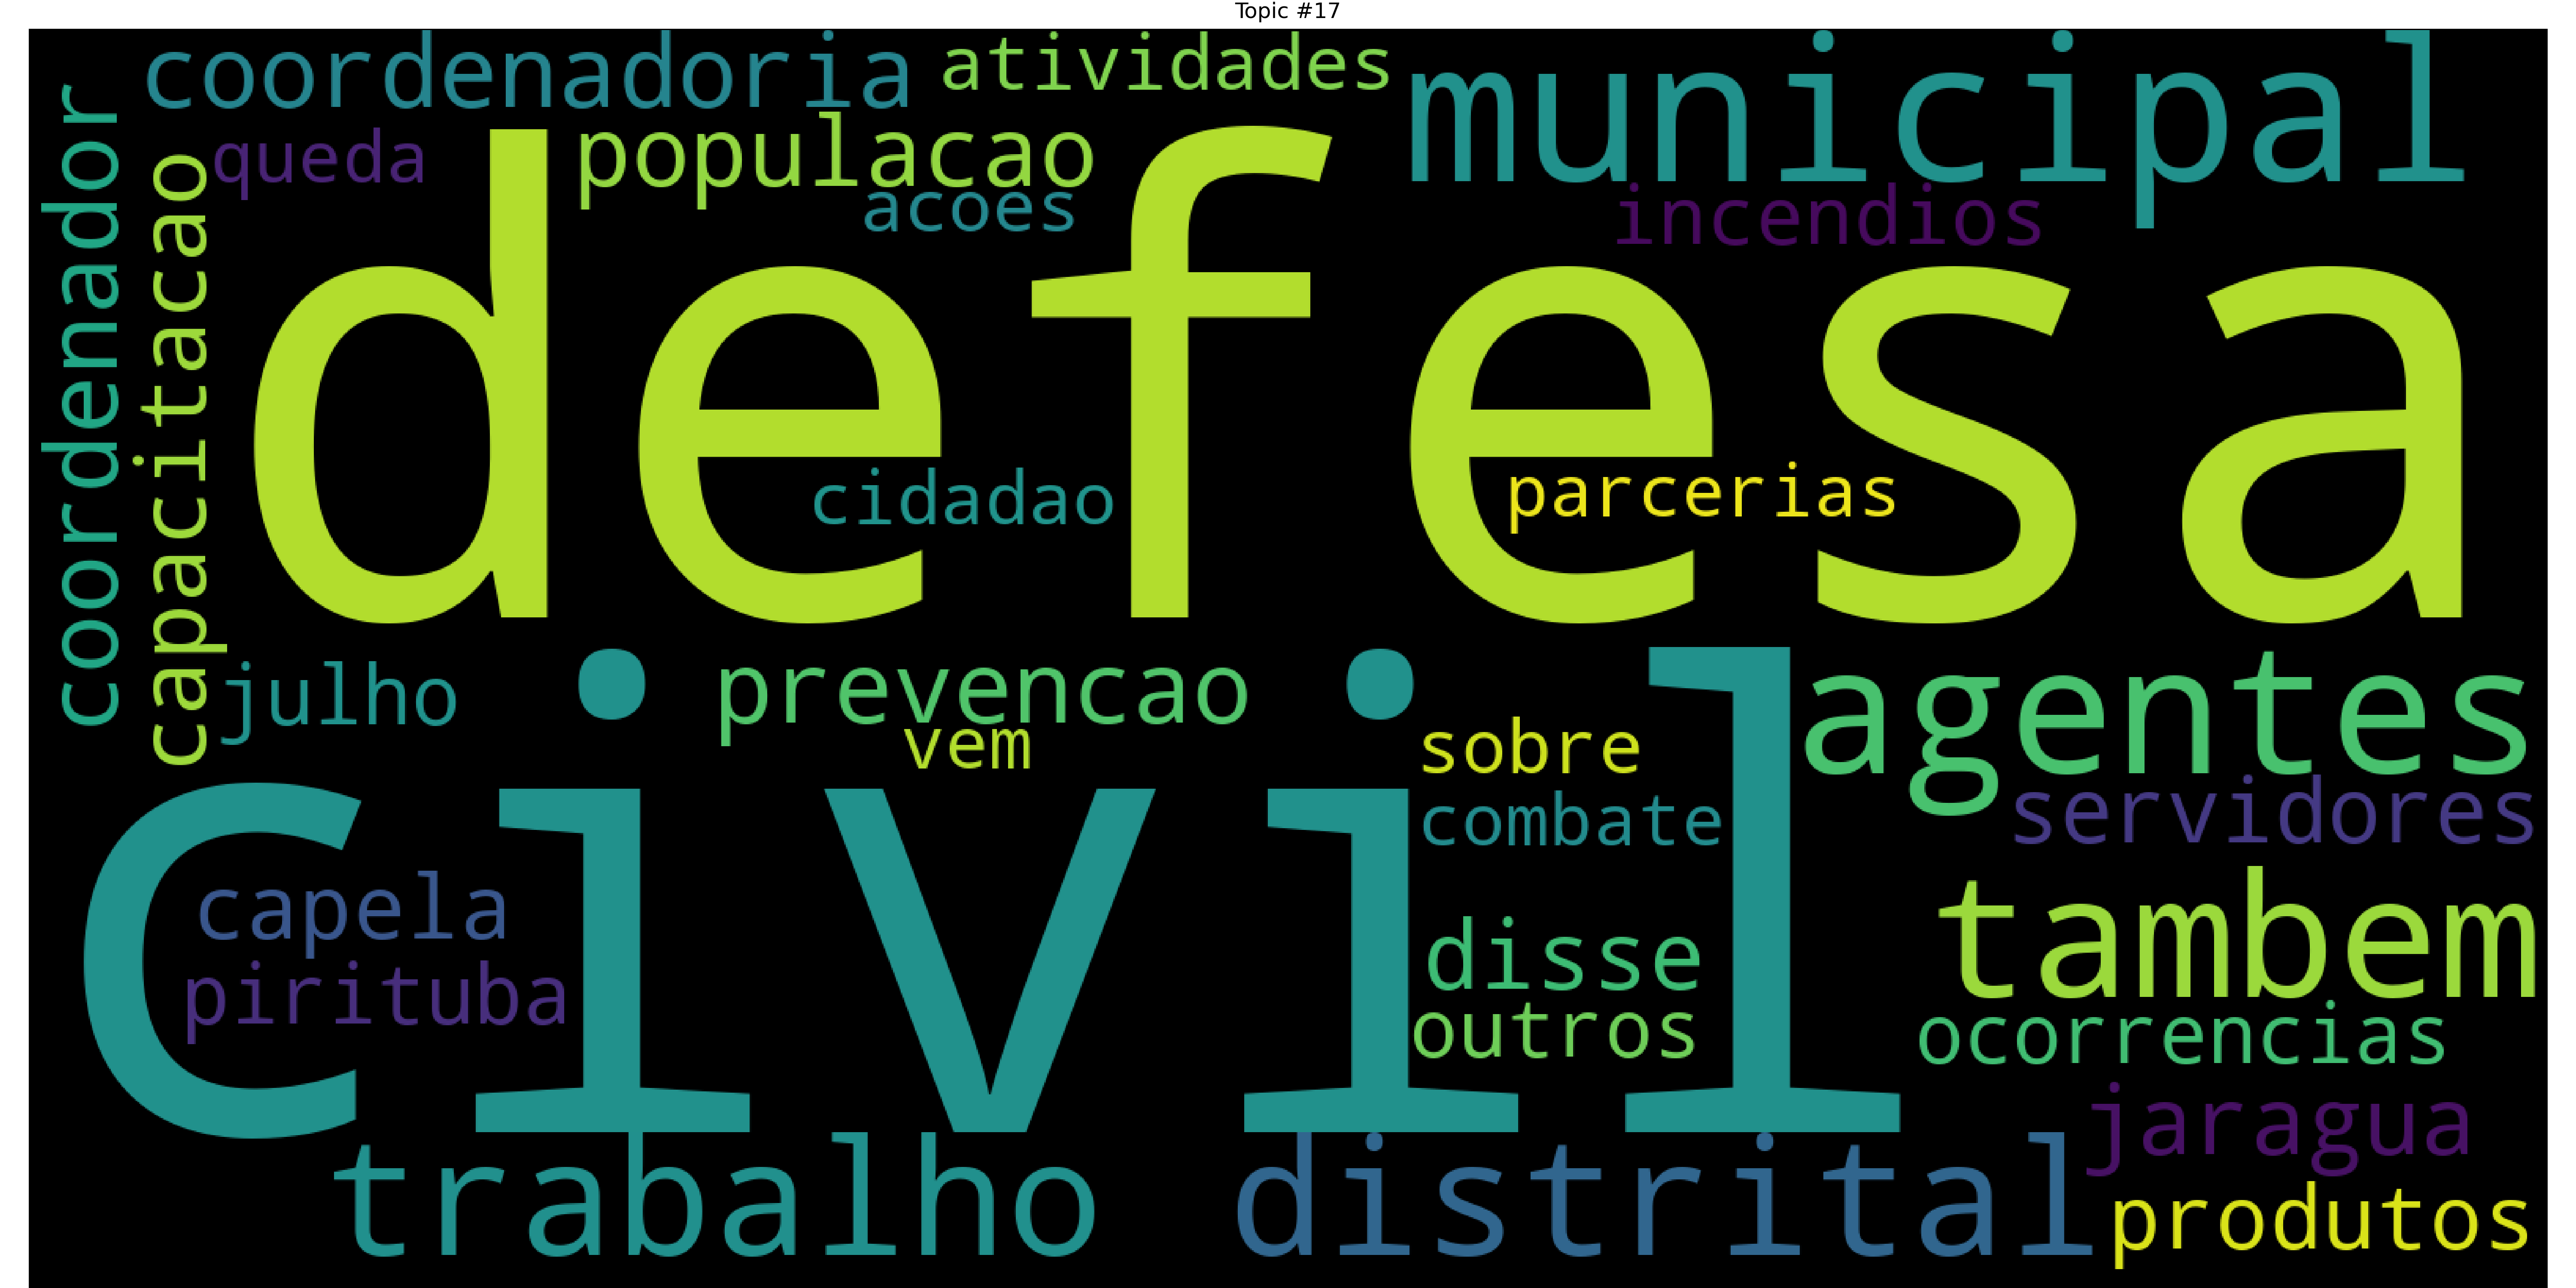 Topic #17
coordenadoria
atividades
municipal
coordenador
capacitacao
queda
populacao
acoes
incendios
defesa
cidadao
parcerias
julho
prevencao
vem
sobre
agentes
combate
servidores
civil
capela
pirituba
disse
outros
tambem
ocorrencias
jaragua
trabalho
distrital
produtos